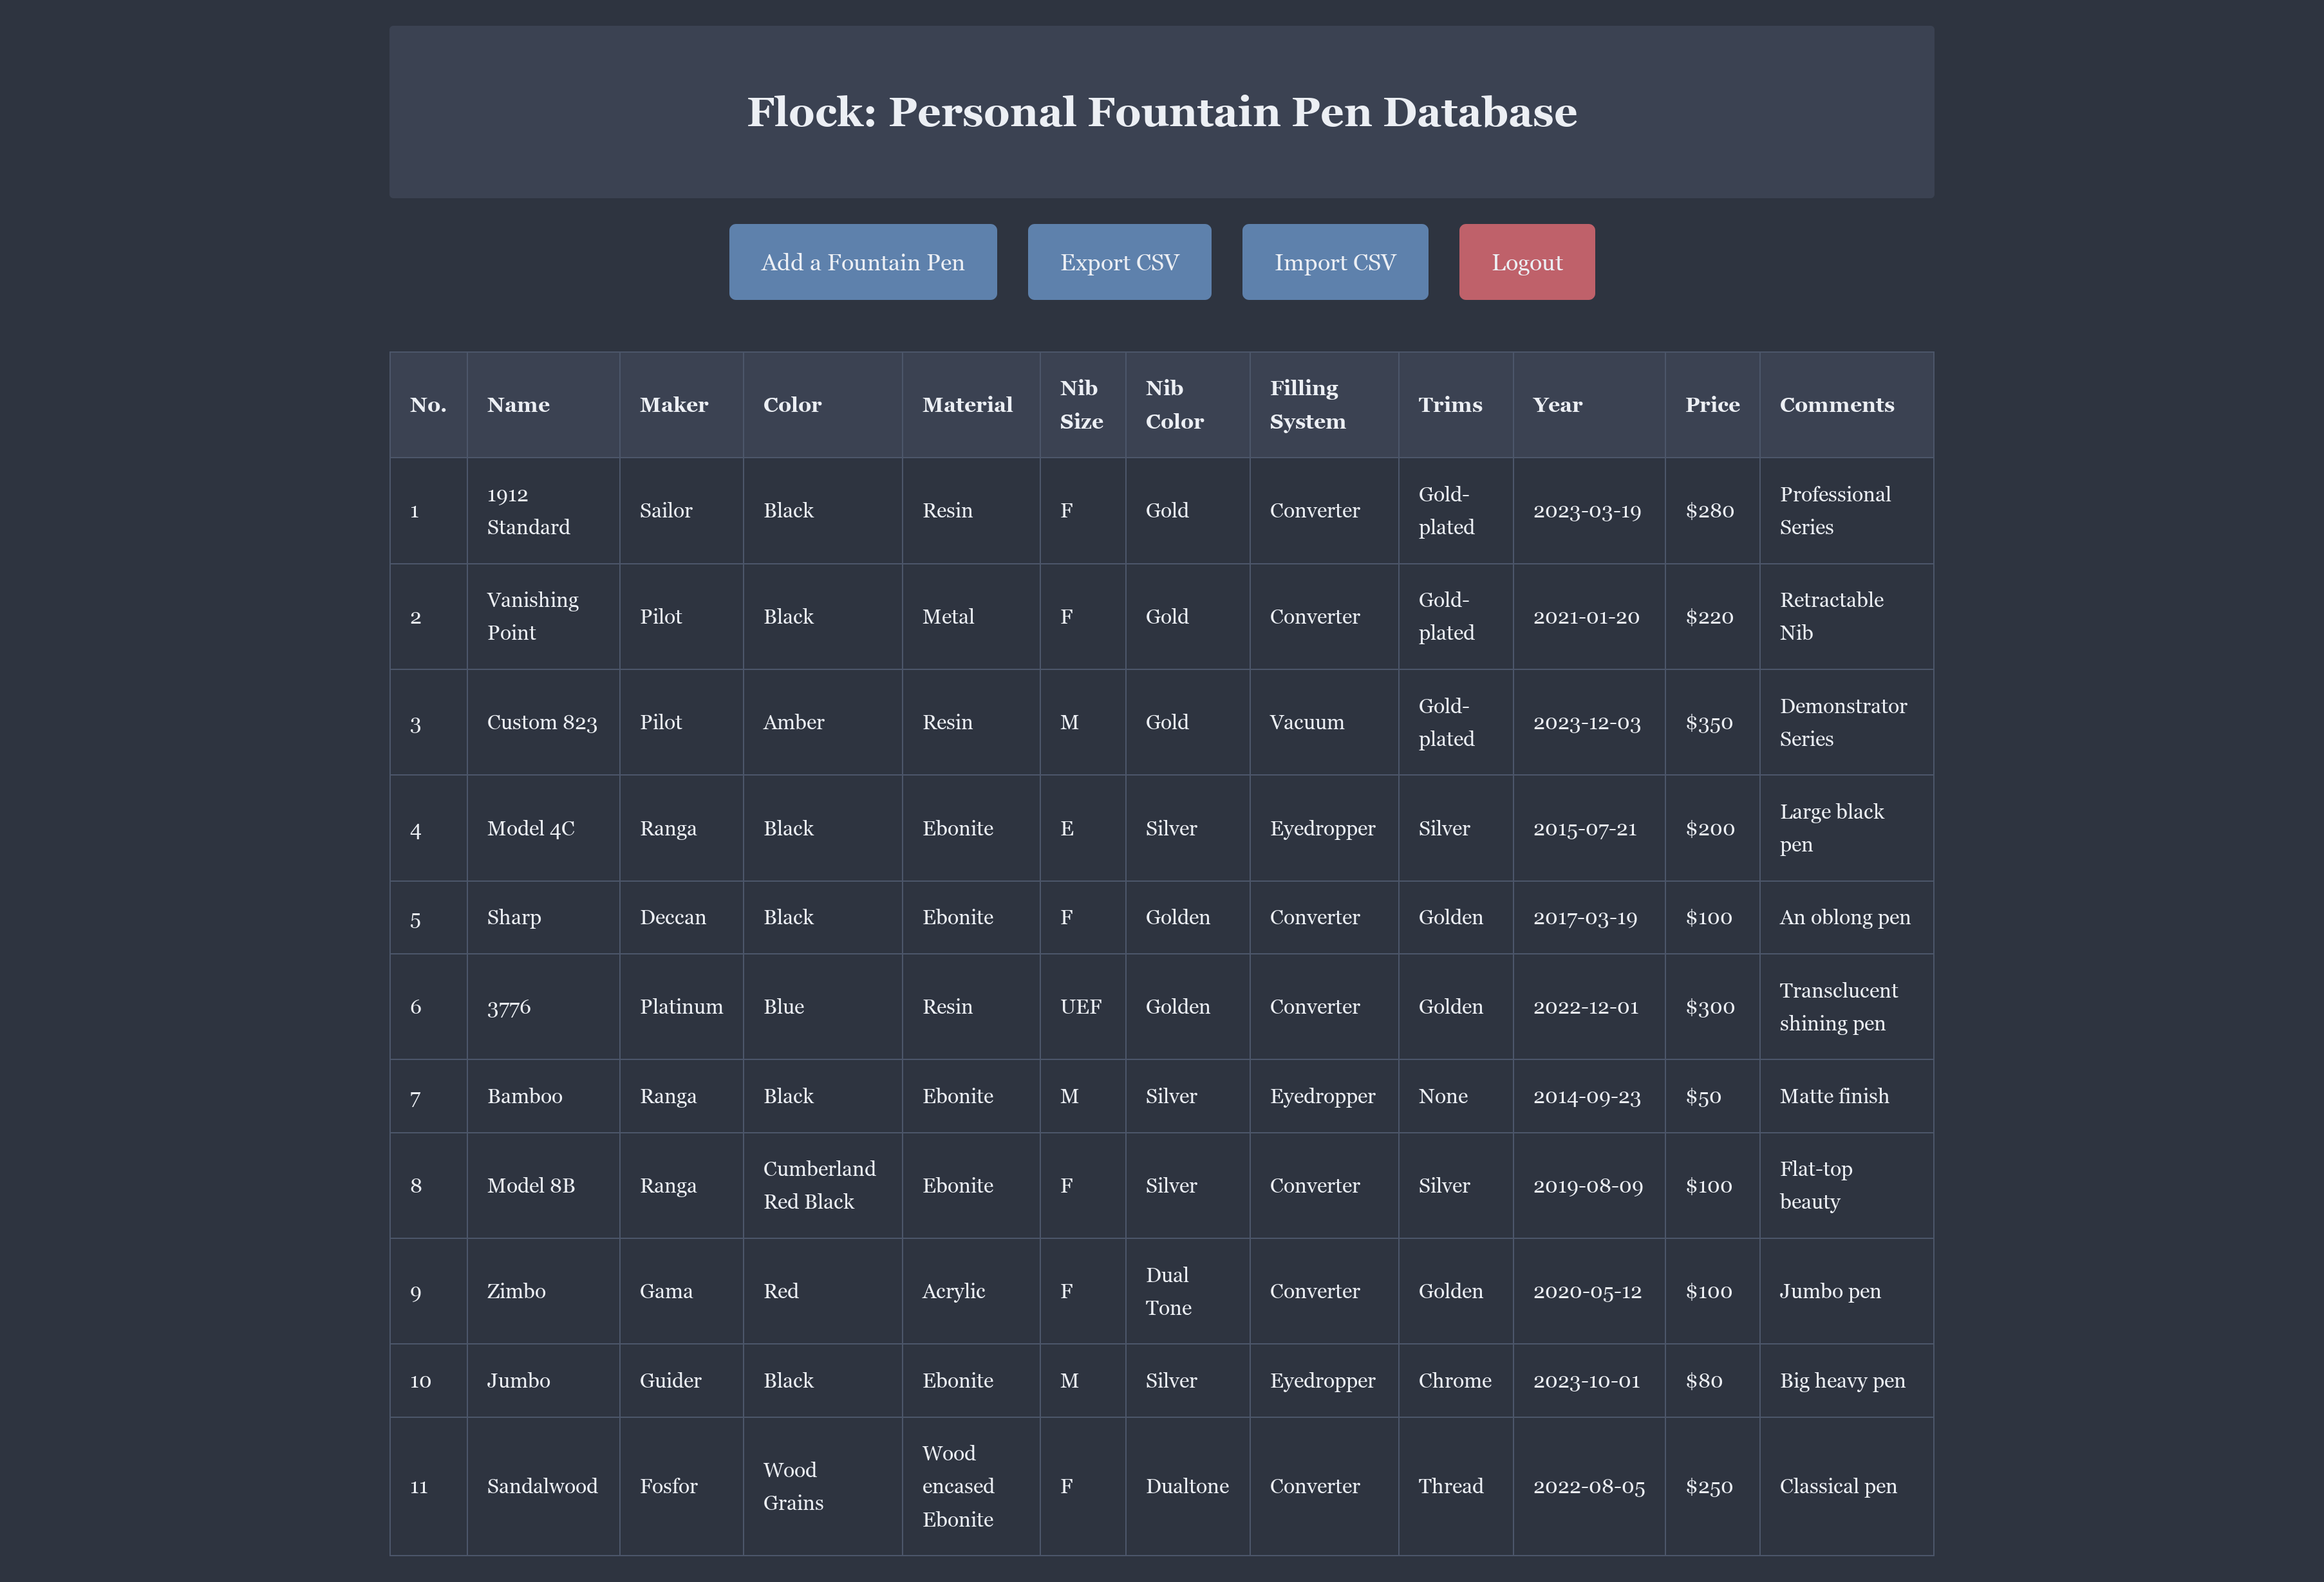 Flock: Personal Fountain Pen Database
Add a Fountain Pen Export CSV Import CSV Logout
No. Name Maker Color Material Nib Size Nib Color Filling System Trims Year Price Comments
1 1912 Standard Sailor Black Resin F Gold Converter Gold-plated 2023-03-19 $280 Professional Series
2 Vanishing Point Pilot Black Metal F Gold Converter Gold-plated 2021-01-20 $220 Retractable Nib
3 Custom 823 Pilot Amber Resin M Gold Vacuum Gold-plated 2023-12-03 $350 Demonstrator Series
4 Model 4C Ranga Black Ebonite E Silver Eyedropper Silver 2015-07-21 $200 Large black pen
5 Sharp Deccan Black Ebonite F Golden Converter Golden 2017-03-19 $100 An oblong pen
6 3776 Platinum Blue Resin UEF Golden Converter Golden 2022-12-01 $300 Transclucent shining pen
7 Bamboo Ranga Black Ebonite M Silver Eyedropper None 2014-09-23 $50 Matte finish
8 Model 8B Ranga Cumberland Red Black Ebonite F Silver Converter Silver 2019-08-09 $100 Flat-top beauty
9 Zimbo Gama Red Acrylic F Dual Tone Converter Golden 2020-05-12 $100 Jumbo pen
10 Jumbo Guider Black Ebonite M Silver Eyedropper Chrome 2023-10-01 $80 Big heavy pen
11 Sandalwood Fosfor Wood Grains Wood encased Ebonite F Dualtone Converter Thread 2022-08-05 $250 Classical pen